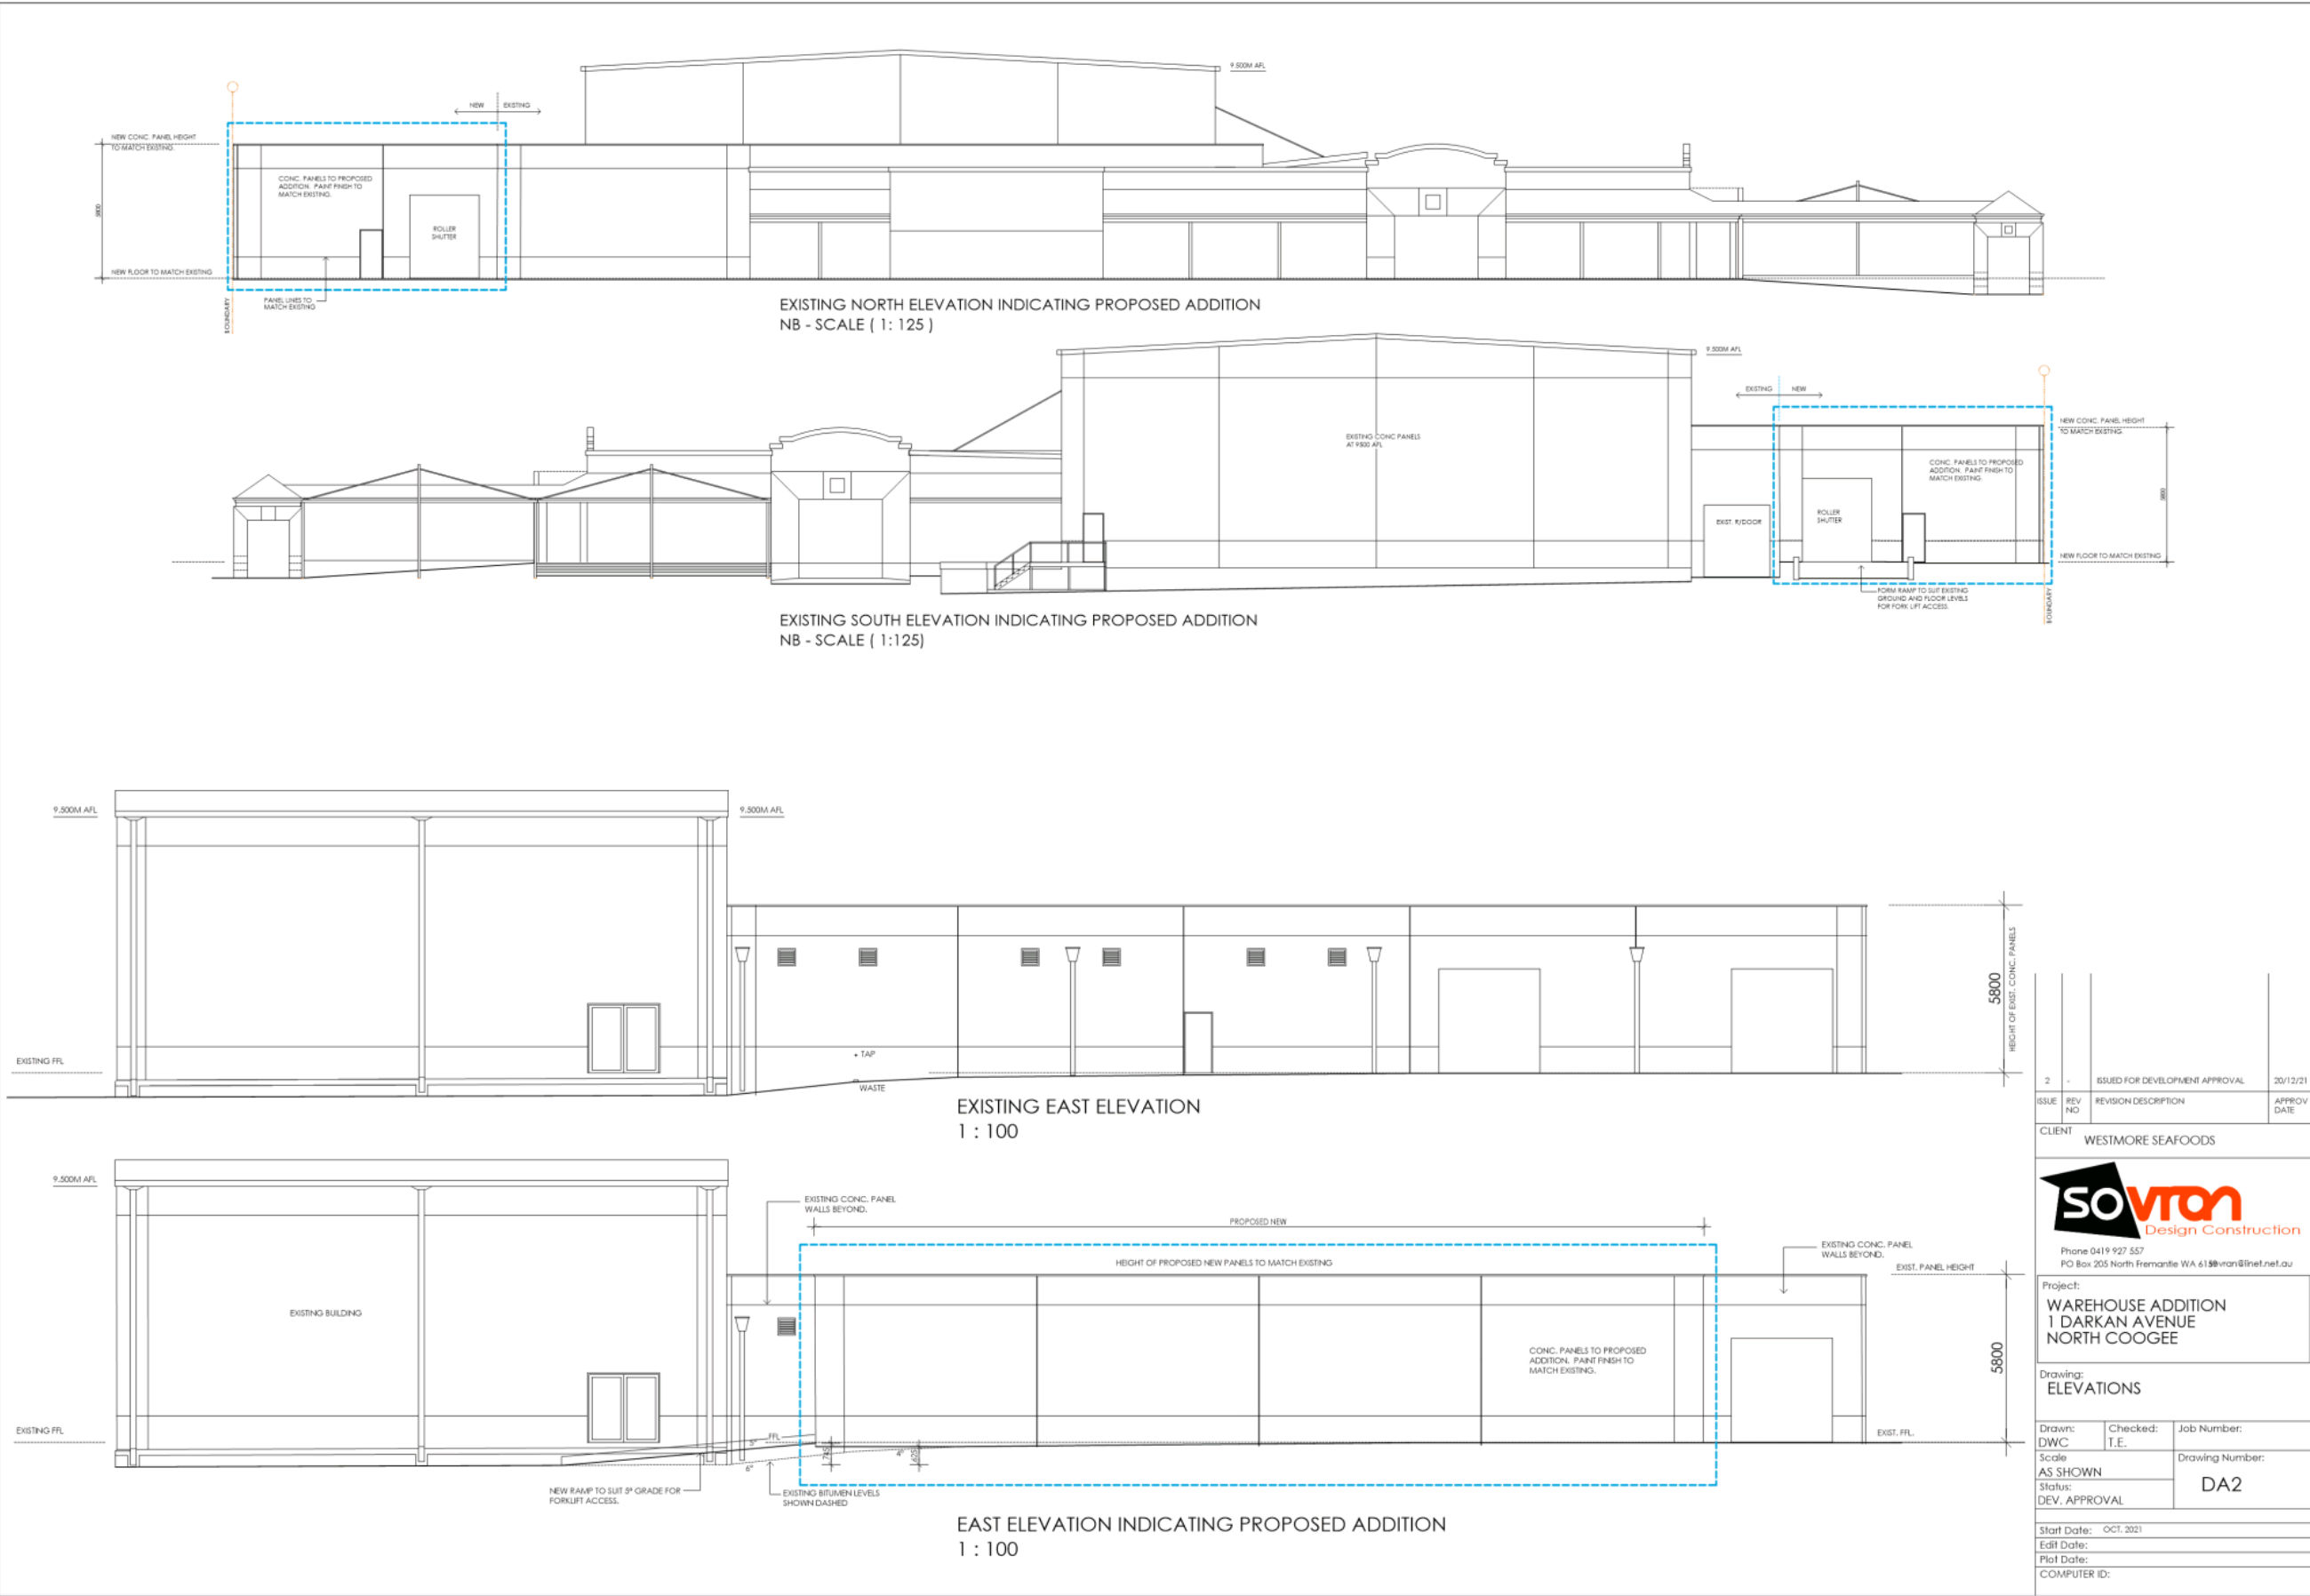 9.500M AFL
NEW
EXISTING
NEW CONC. PANEL HEIGHT
TO MATCH EXISTING.
CONC. PANELS TO PROPOSED
ADDITION. PAINT FINISH TO
MATCH EXISTING.
5800
ROLLER
SHUTTER
NEW FLOOR TO MATCH EXISTING
BOUNDARY
PANEL LINES TO
MATCH EXISTING
EXISTING NORTH ELEVATION INDICATING PROPOSED ADDITION
NB - SCALE ( 1: 125 )
9.500M AFL
EXISTING
NEW
NEW CONC. PANEL HEIGHT
TO MATCH EXISTING.
EXISTING CONC PANELS
AT 9500 AFL
CONC. PANELS TO PROPOSED
ADDITION. PAINT FINISH TO
MATCH EXISTING.
5800
EXIST. R/DOOR
ROLLER
SHUTTER
NEW FLOOR TO MATCH EXISTING
FORM RAMP TO SUIT EXISTING
GROUND AND FLOOR LEVELS
FOR FORK LIFT ACCESS.
BOUNDARY
EXISTING SOUTH ELEVATION INDICATING PROPOSED ADDITION
NB - SCALE ( 1:125)
9.500M AFL
9.500M AFL
5800
HEIGHT OF EXIST. CONC. PANELS
EXISTING FFL
+ TAP
WASTE
EXISTING EAST ELEVATION
1 : 100
9.500M AFL
EXISTING CONC. PANEL
WALLS BEYOND.
PROPOSED NEW
EXISTING CONC. PANEL
WALLS BEYOND.
HEIGHT OF PROPOSED NEW PANELS TO MATCH EXISTING
EXIST. PANEL HEIGHT
EXISTING BUILDING
CONC. PANELS TO PROPOSED
ADDITION. PAINT FINISH TO
MATCH EXISTING.
5800
EXISTING FFL
FFL
5°
745
4°
625
6°
EXIST. FFL.
NEW RAMP TO SUIT 5° GRADE FOR
FORKLIFT ACCESS.
EXISTING BITUMEN LEVELS
SHOWN DASHED
EAST ELEVATION INDICATING PROPOSED ADDITION
1 : 100
2 - ISSUED FOR DEVELOPMENT APPROVAL 20/12/21
ISSUE REV NO REVISION DESCRIPTION APPROV DATE
CLIENT
WESTMORE SEAFOODS
sovron
Design Construction
Phone 0419 927 557
PO Box 205 North Fremantle WA
Project:
WAREHOUSE ADDITION
1 DARKAN AVENUE
NORTH COOGEE
Drawing:
ELEVATIONS
Drawn:
DWC
Checked:
T.E.
Job Number:
Scale
AS SHOWN
Drawing Number:
DA2
Status:
DEV. APPROVAL
Start Date: OCT. 2021
Edit Date:
Plot Date:
COMPUTER ID: